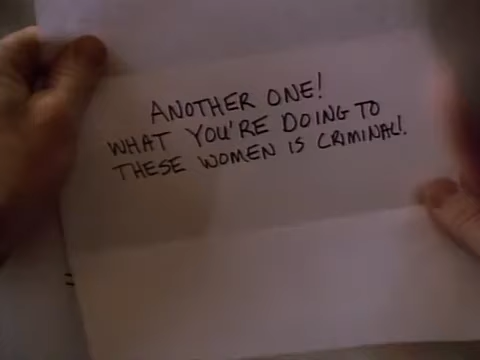 ANOTHER ONE!
WHAT YOU'RE DOING TO
THESE WOMEN IS CRIMINAL!